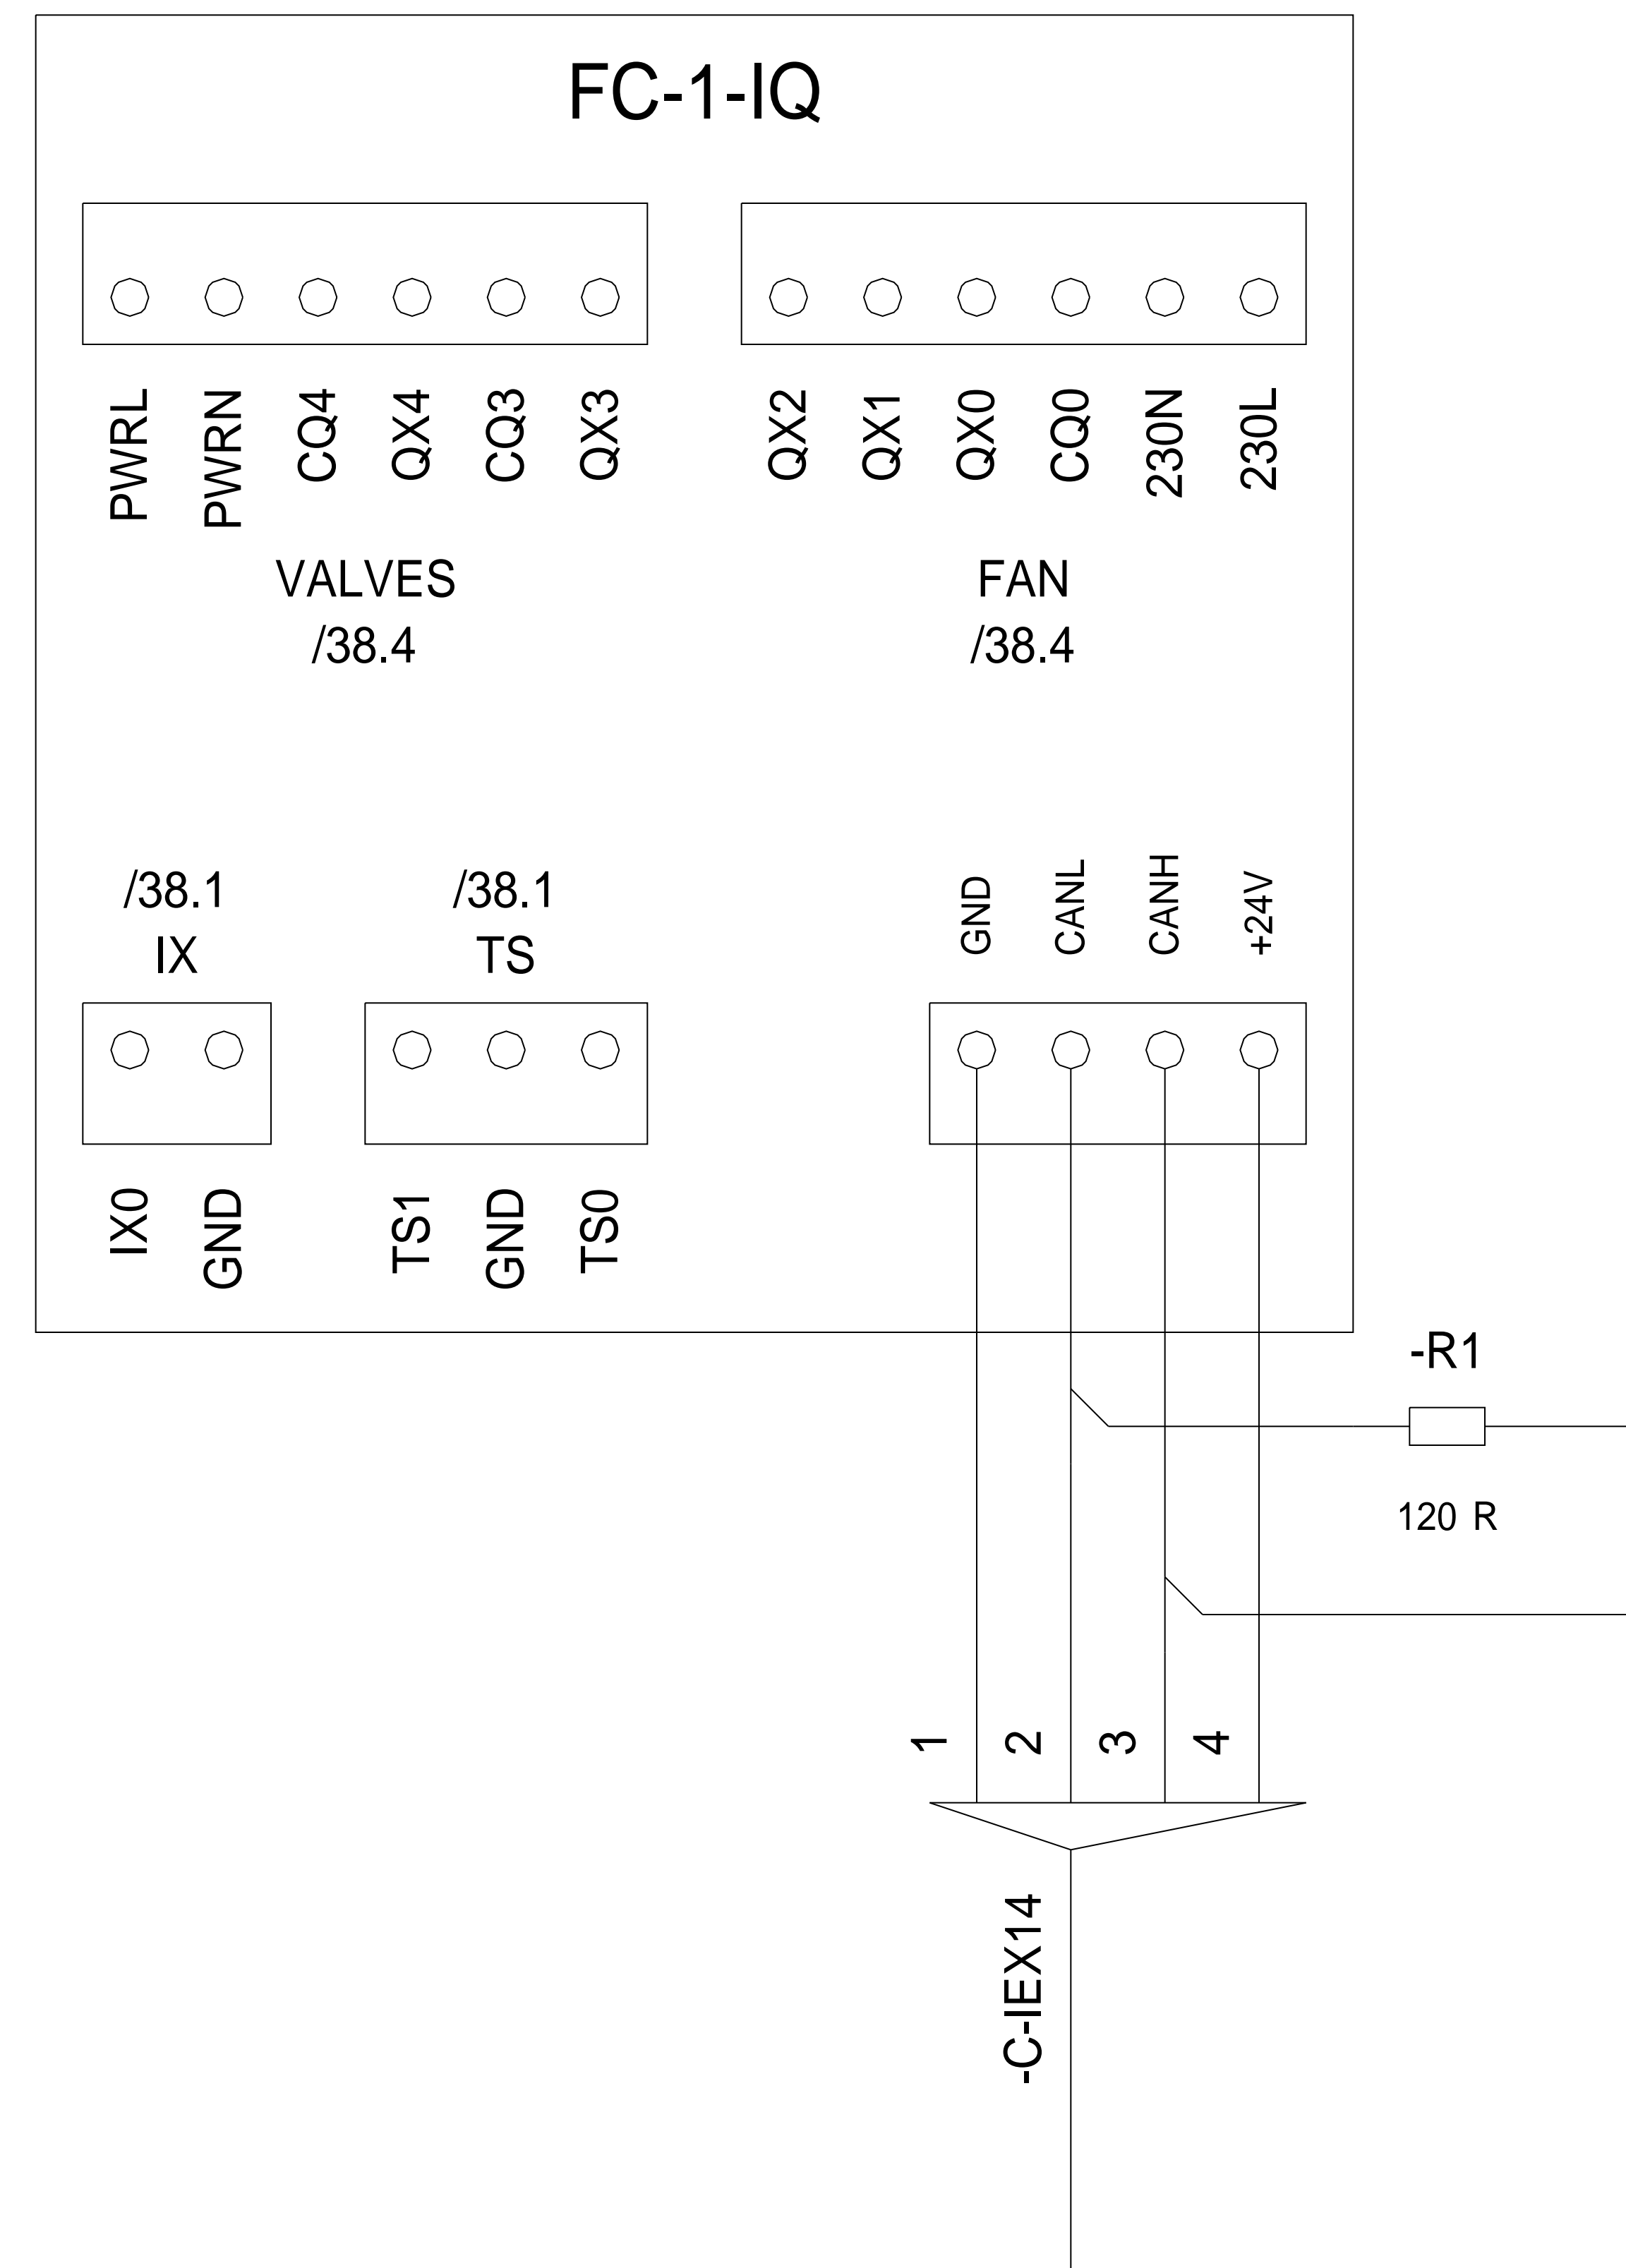 FC-1-IQ
PWRL PWRN CQ4 QX4 CQ3 QX3 QX2 QX1 QX0 CQ0 230N 230L
VALVES FAN
/38.4 /38.4
/38.1 /38.1 GND CANL CANH +24V
IX TS
IX0 GND TS1 GND TS0
-R1
120 R
1 2 3 4
-C-IEX14